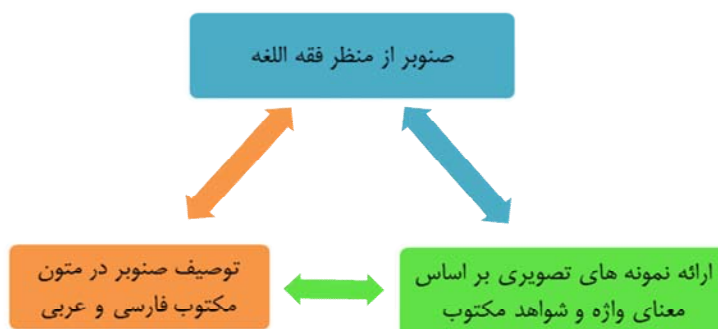 صنوبر از منظر فقه اللغه
ارائه نمونه های تصویری بر اساس
معنای واژه و شواهد مکتوب
توصیف صنوبر در متون
مکتوب فارسی و عربی